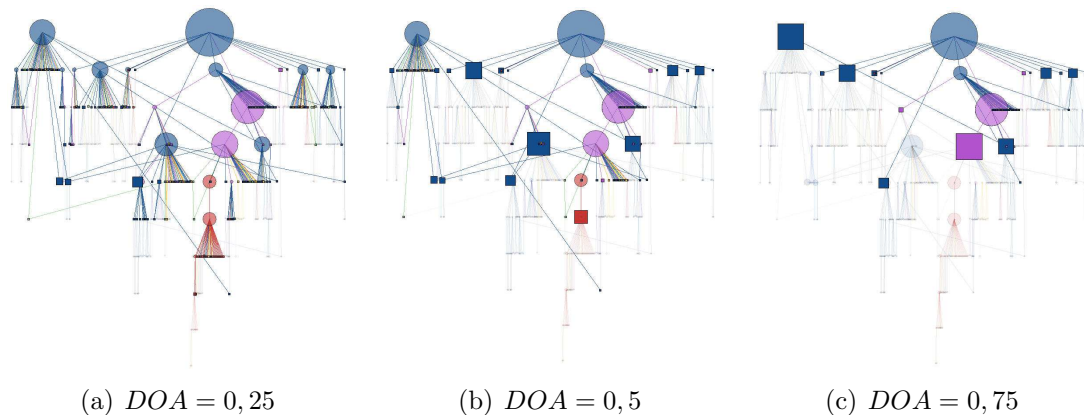 (a) DOA = 0, 25
(b) DOA = 0, 5
(c) DOA = 0, 75